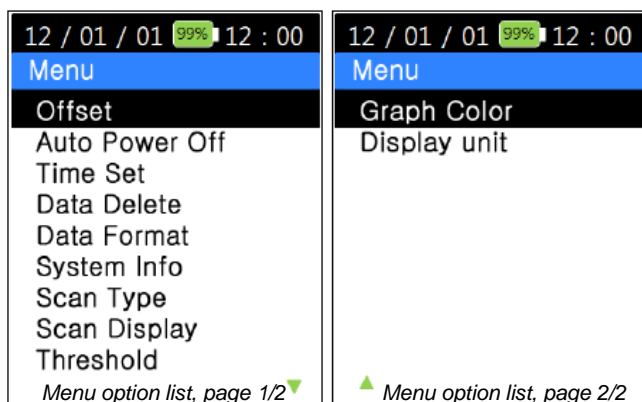 12 / 01 / 01 99% 12 : 00
Menu
Offset
Auto Power Off
Time Set
Data Delete
Data Format
System Info
Scan Type
Scan Display
Threshold
Menu option list, page 1/2
12 / 01 / 01 99% 12 : 00
Menu
Graph Color
Display unit
Menu option list, page 2/2